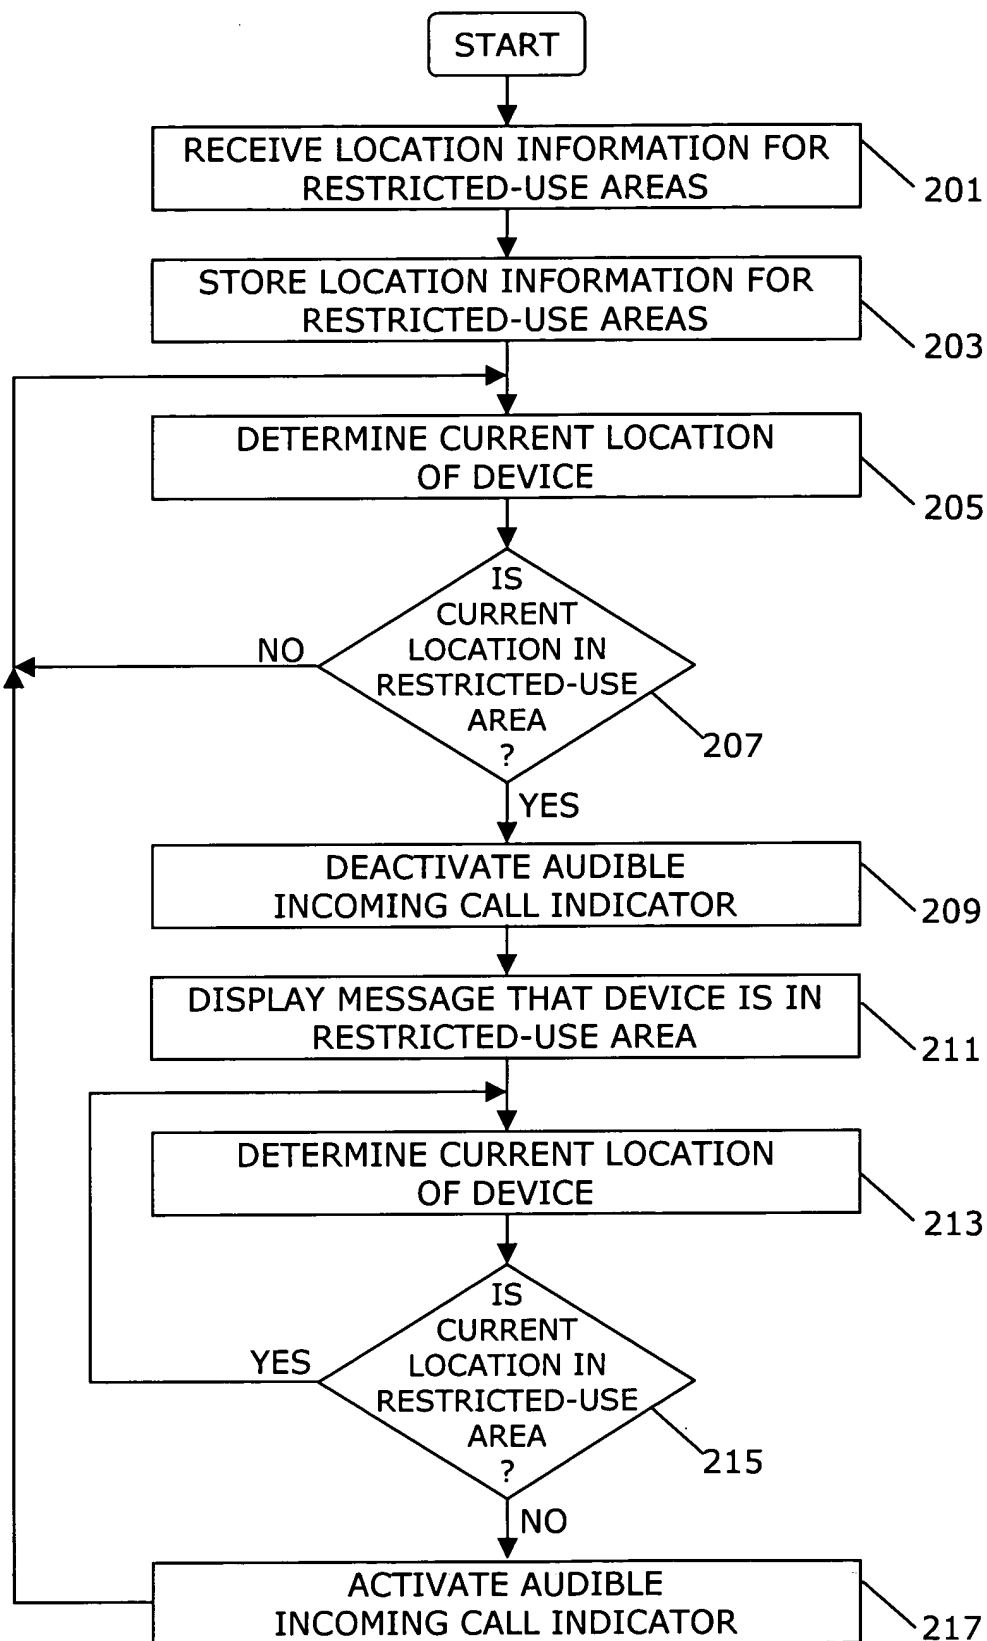 START
RECEIVE LOCATION INFORMATION FOR
RESTRICTED-USE AREAS
201
STORE LOCATION INFORMATION FOR
RESTRICTED-USE AREAS
203
DETERMINE CURRENT LOCATION
OF DEVICE
205
IS
CURRENT
LOCATION IN
RESTRICTED-USE
AREA
?
NO
207
YES
DEACTIVATE AUDIBLE
INCOMING CALL INDICATOR
209
DISPLAY MESSAGE THAT DEVICE IS IN
RESTRICTED-USE AREA
211
DETERMINE CURRENT LOCATION
OF DEVICE
213
IS
CURRENT
LOCATION IN
RESTRICTED-USE
AREA
?
YES
215
NO
ACTIVATE AUDIBLE
INCOMING CALL INDICATOR
217